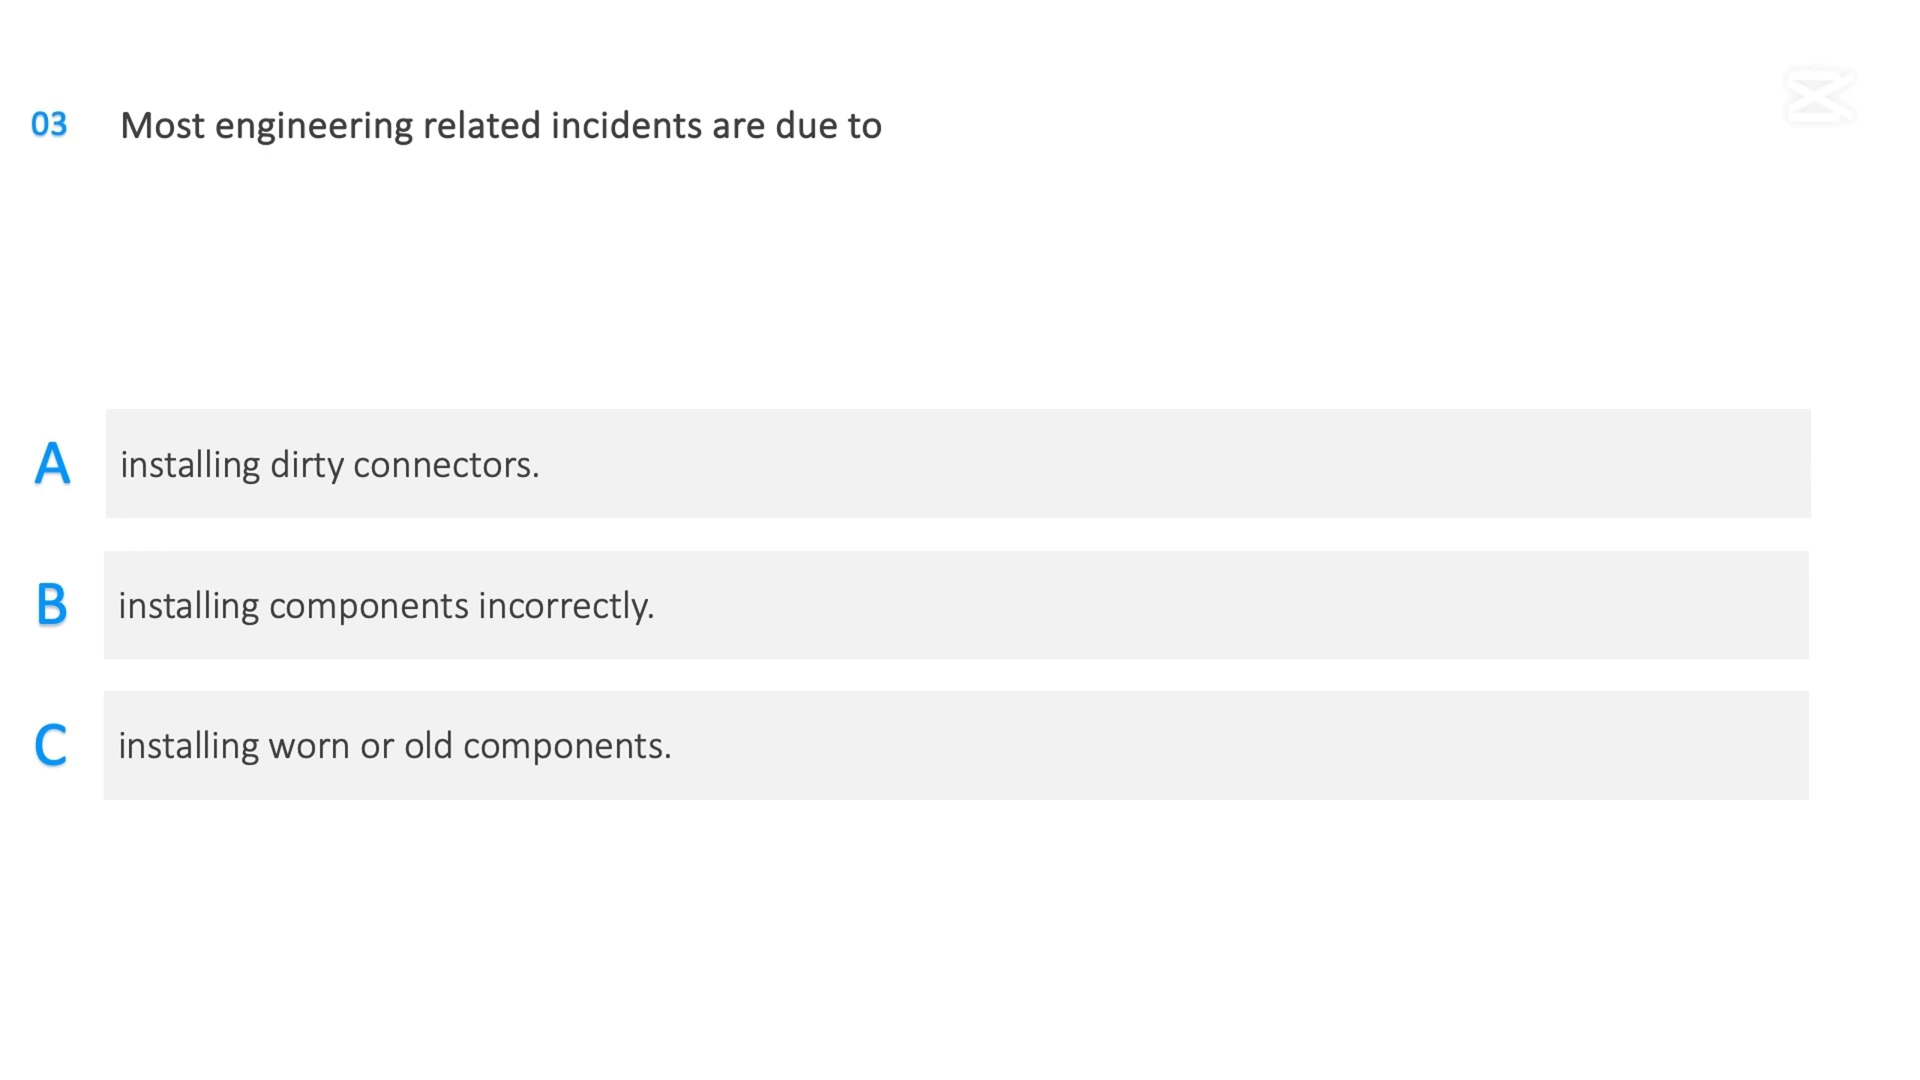 03 Most engineering related incidents are due to
A installing dirty connectors.
B installing components incorrectly.
C installing worn or old components.